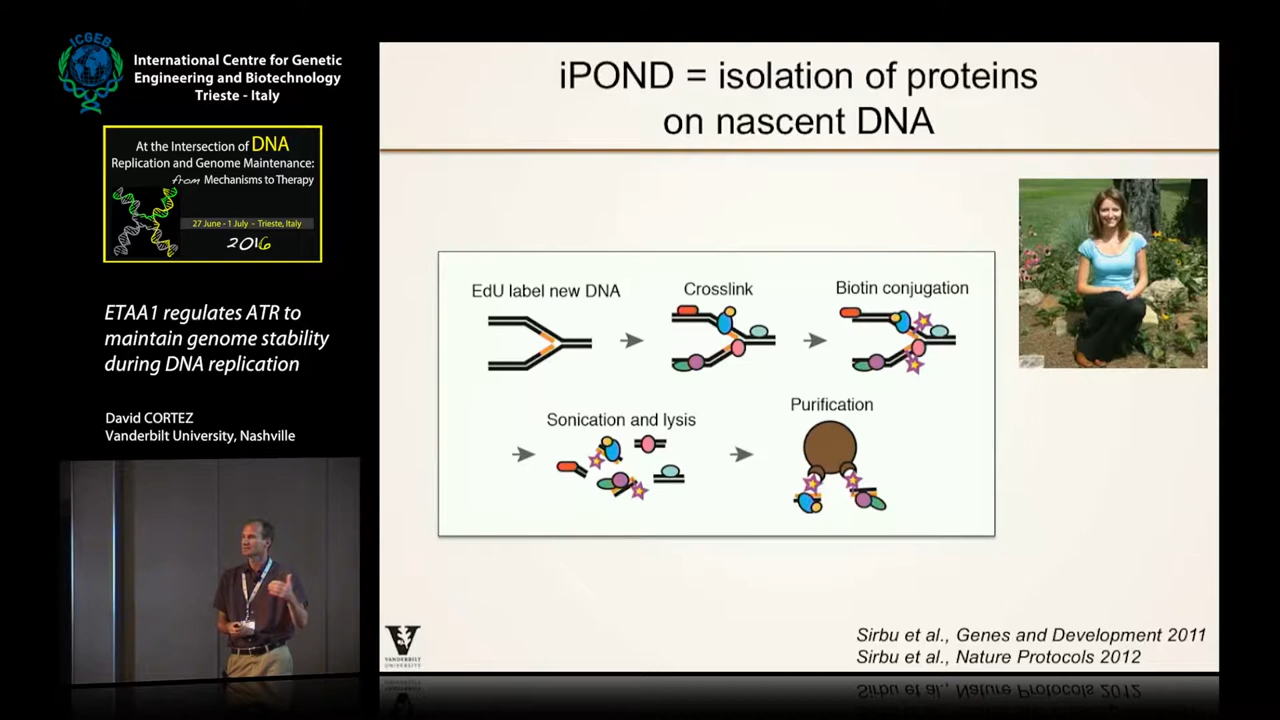 ICGEB
International Centre for Genetic
Engineering and Biotechnology
Trieste - Italy
At the Intersection of DNA
Replication and Genome Maintenance:
from Mechanisms to Therapy
27 June - 1 July - Trieste, Italy
2016
ETAA1 regulates ATR to
maintain genome stability
during DNA replication
David CORTEZ
Vanderbilt University, Nashville
iPOND = isolation of proteins
on nascent DNA
EdU label new DNA
Crosslink
Biotin conjugation
Sonication and lysis
Purification
VANDERBILT
UNIVERSITY
Sirbu et al., Genes and Development 2011
Sirbu et al., Nature Protocols 2012